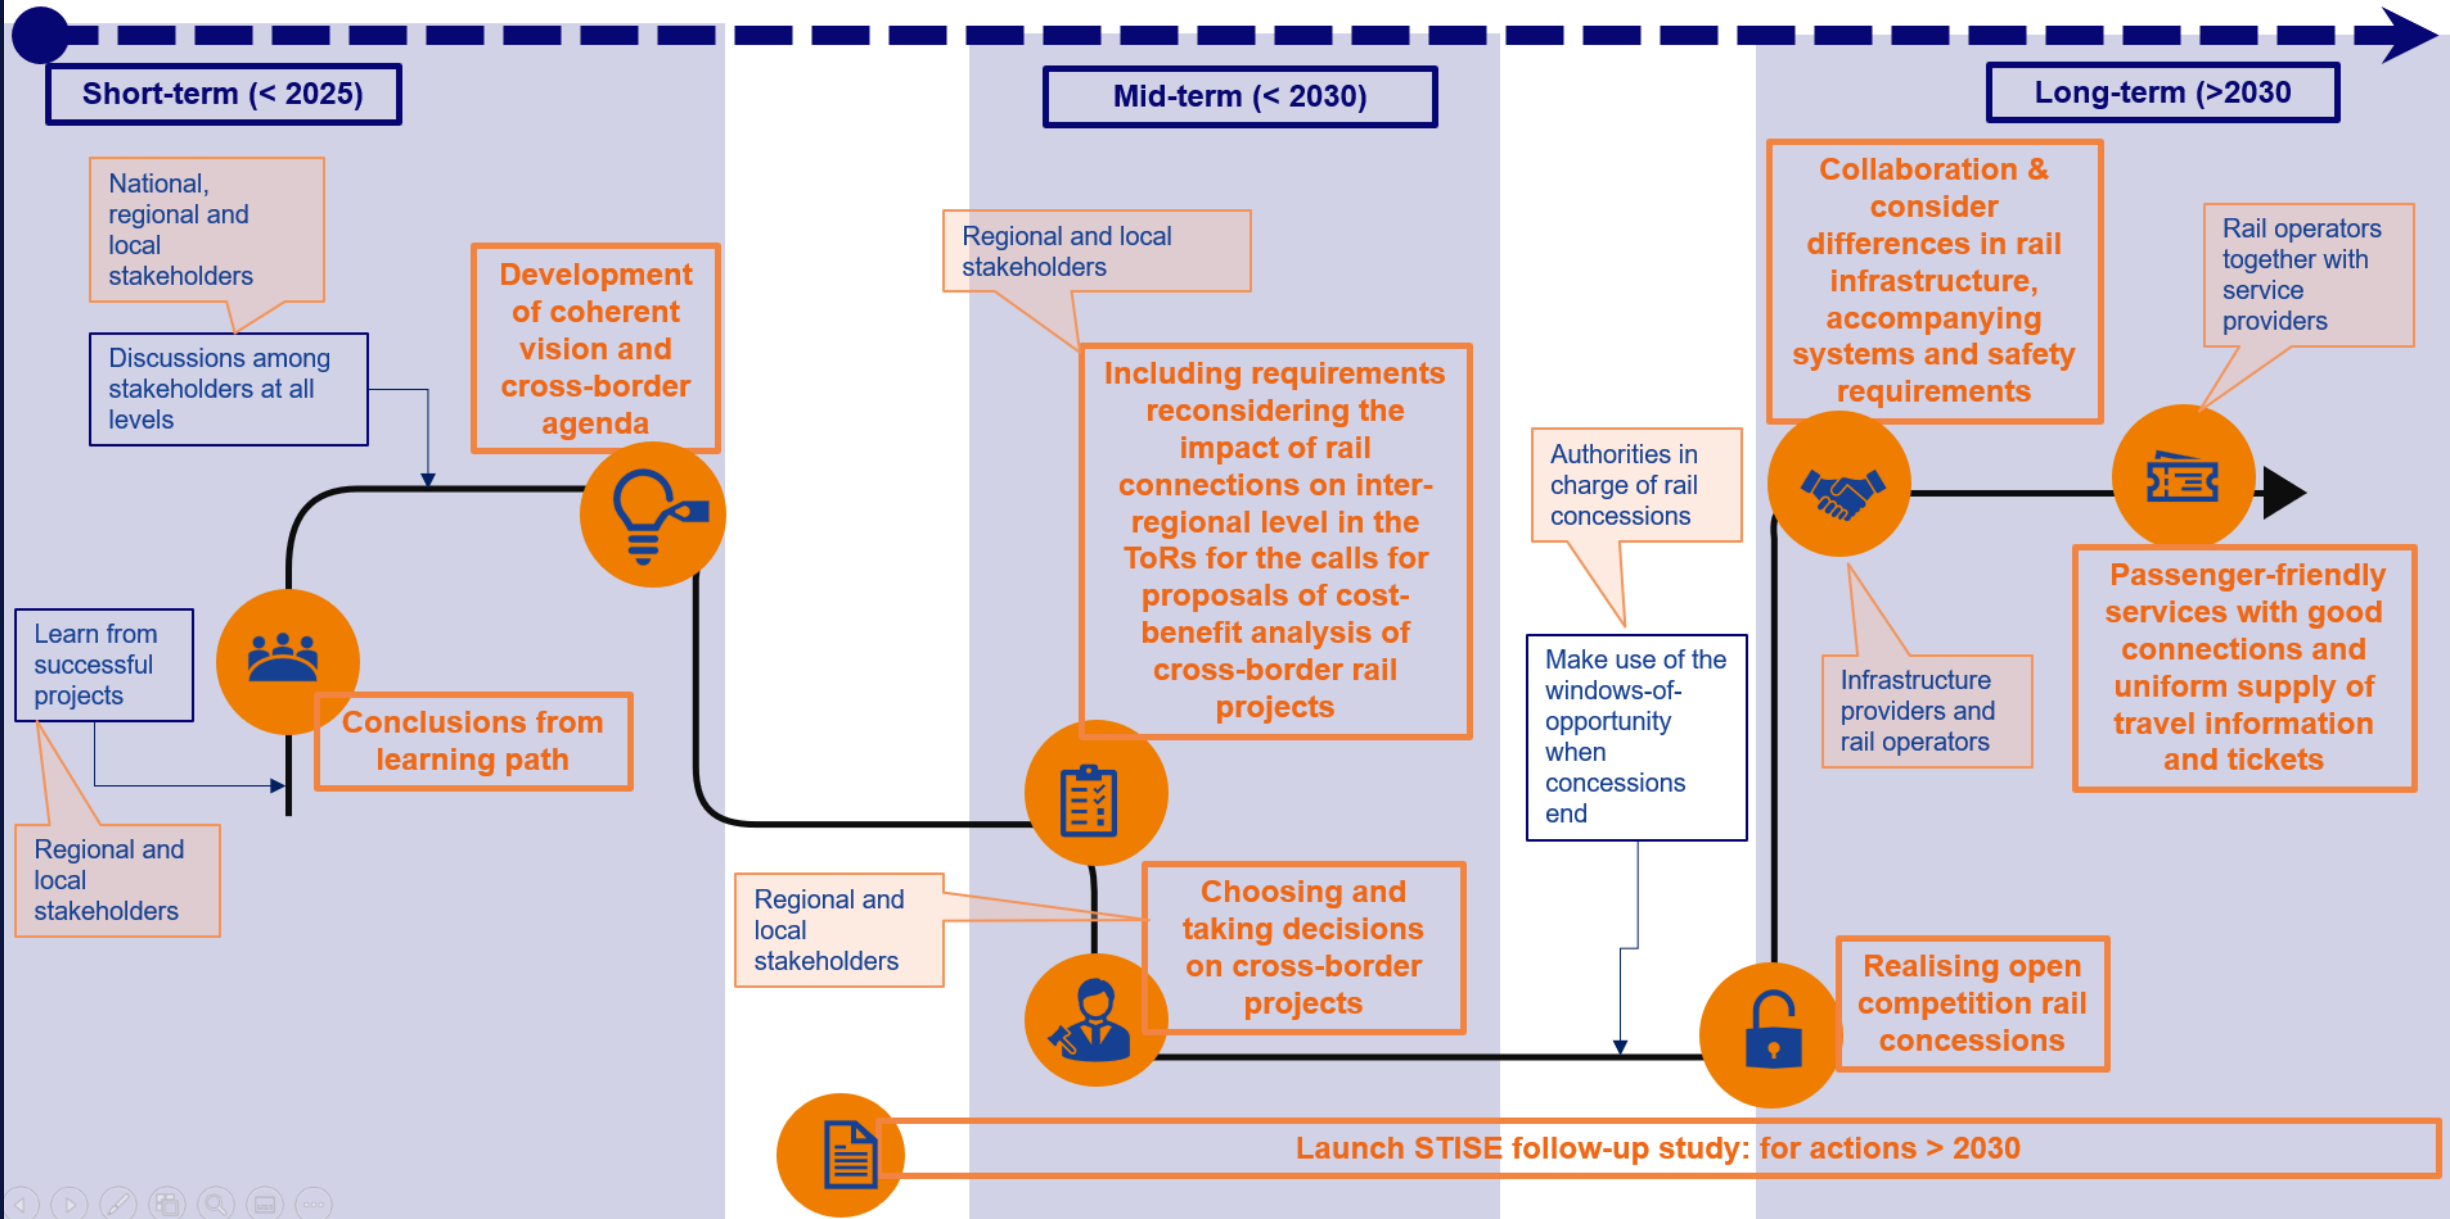 Short-term (< 2025)
Mid-term (< 2030)
Long-term (>2030
National,
regional and
local
stakeholders
Discussions among
stakeholders at all
levels
Development
of coherent
vision and
cross-border
agenda
Learn from
successful
projects
Conclusions from
learning path
Regional and
local
stakeholders
Regional and local
stakeholders
Including requirements
reconsidering the
impact of rail
connections on inter-
regional level in the
ToRs for the calls for
proposals of cost-
benefit analysis of
cross-border rail
projects
Regional and
local
stakeholders
Choosing and
taking decisions
on cross-border
projects
Authorities in
charge of rail
concessions
Make use of the
windows-of-
opportunity
when
concessions
end
Collaboration &
consider
differences in rail
infrastructure,
accompanying
systems and safety
requirements
Rail operators
together with
service
providers
Infrastructure
providers and
rail operators
Passenger-friendly
services with good
connections and
uniform supply of
travel information
and tickets
Realising open
competition rail
concessions
Launch STISE follow-up study: for actions > 2030